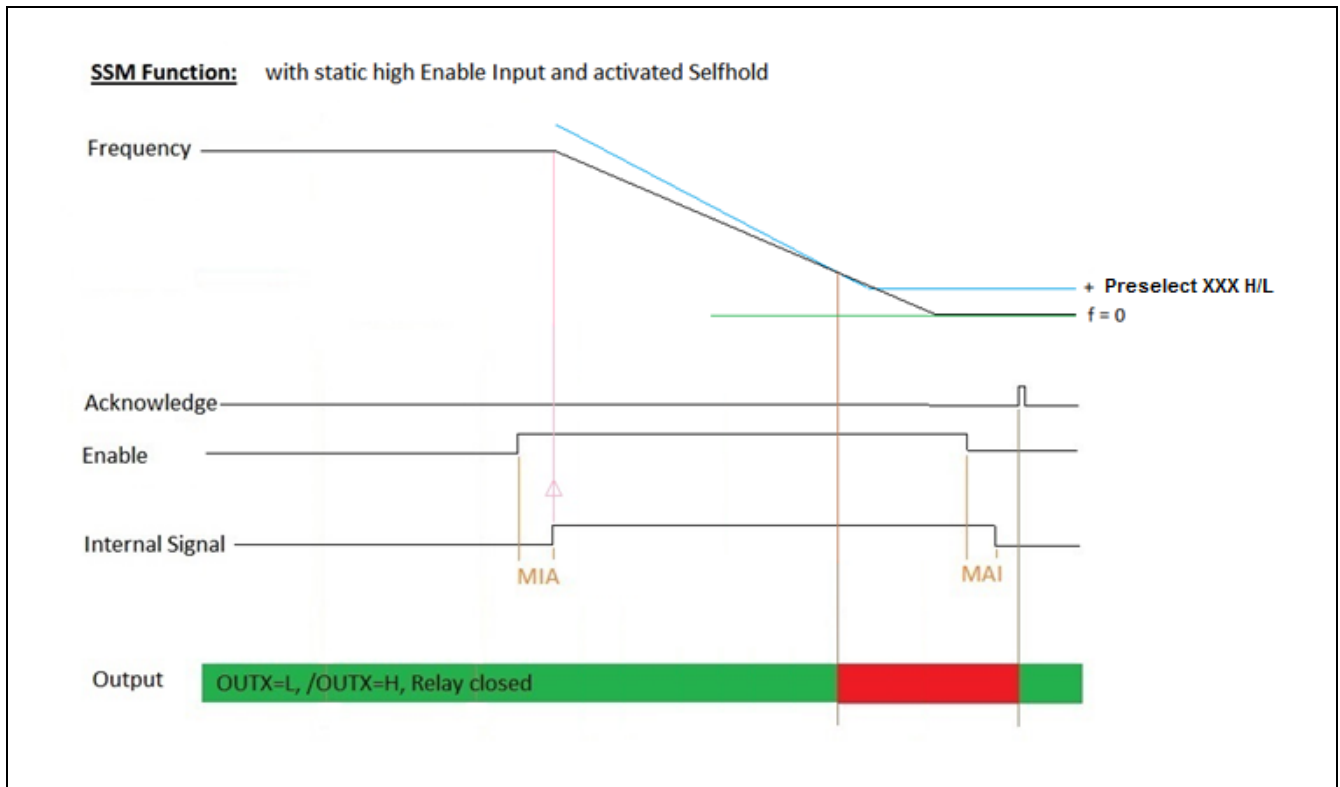 SSM Function: with static high Enable Input and activated Selfhold
Frequency
+ Preselect XXX H/L
f = 0
Acknowledge
Enable
Internal Signal
MIA
MAI
Output
OUTX=L, /OUTX=H, Relay closed